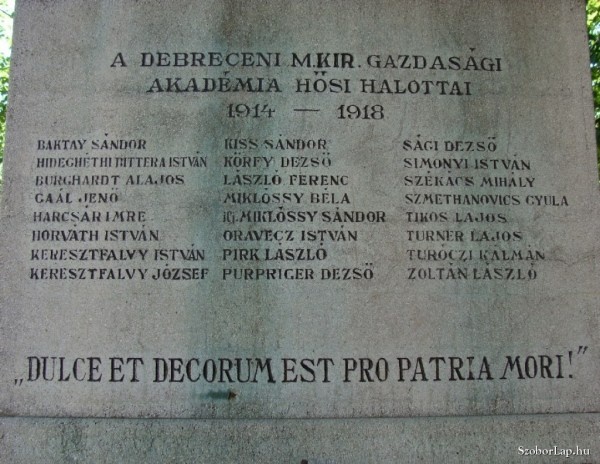 A DEBRECENI M.KIR. GAZDASÁGI
AKADÉMIA HŐSI HALOTTAI
1914 — 1918
BAKTAY SÁNDOR
HIDEGHÉTHI BITTERA ISTVÁN
BURGHARDT ALAJOS
GAÁL JENŐ
HARCSÁR IMRE
HORVÁTH ISTVÁN
KERESZTFALVY ISTVÁN
KERESZTFALVY JÓZSEF
KISS SÁNDOR
KÖRFY DEZSŐ
LÁSZLÓ FERENC
MIKLÓSSY BÉLA
IFJ. MIKLÓSSY SÁNDOR
ORAVECZ ISTVÁN
PIRK LÁSZLÓ
PURPRIGER DEZSŐ
SÁGI DEZSŐ
SIMONYI ISTVÁN
SZÉKÁCS MIHÁLY
SZMETHANOVICS GYULA
TIKOS LAJOS
TURNER LAJOS
TURÓCZI KÁLMÁN
ZOLTÁN LÁSZLÓ
„DULCE ET DECORUM EST PRO PATRIA MORI!"
SzoborLap.hu